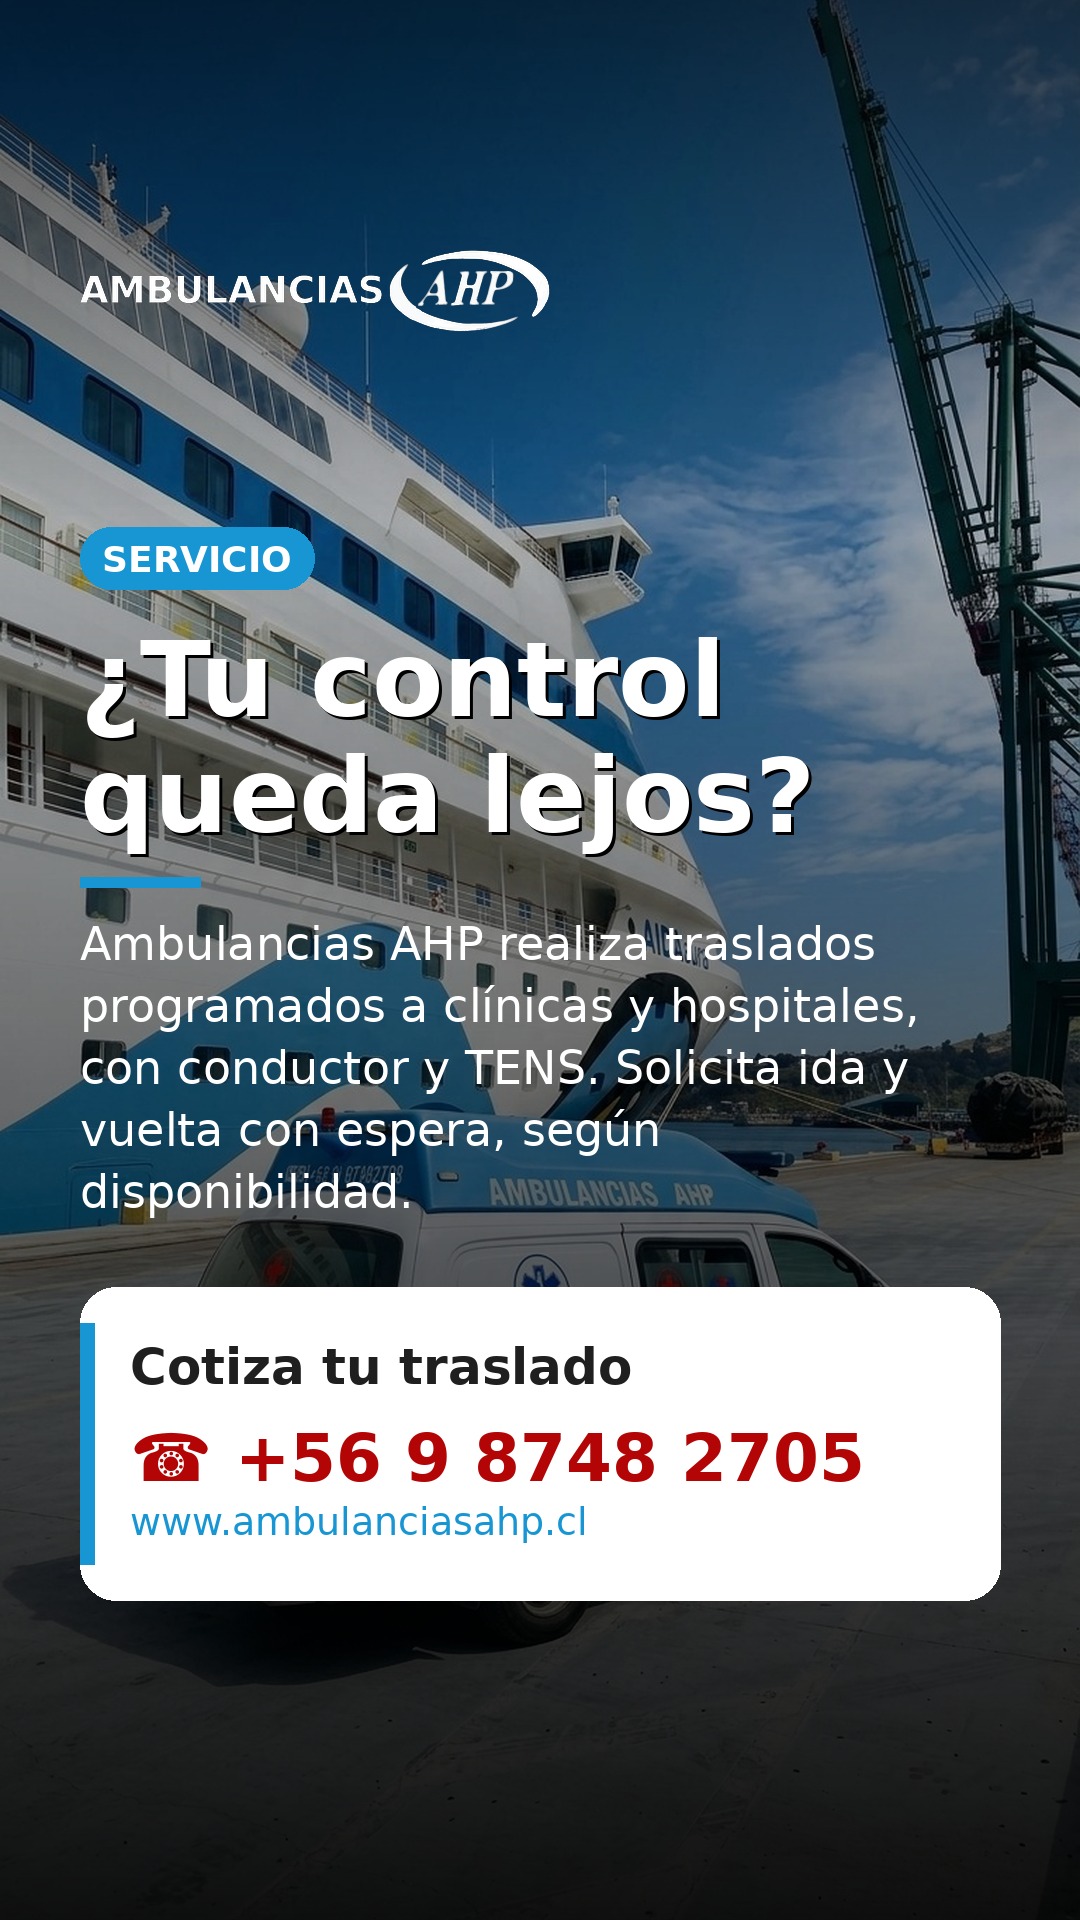 AMBULANCIAS AHP
SERVICIO
¿Tu control
queda lejos?
Ambulancias AHP realiza traslados
programados a clínicas y hospitales,
con conductor y TENS. Solicita ida y
vuelta con espera, según
disponibilidad.
AMBULANCIAS AHP
Cotiza tu traslado
☎ +56 9 8748 2705
www.ambulanciasahp.cl